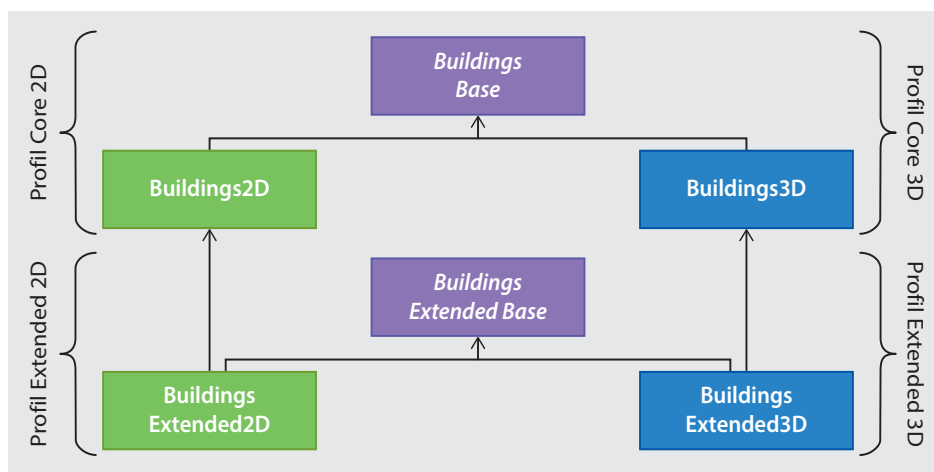 Profil Core 2D
Buildings
Base
Profil Core 3D
Buildings2D
Buildings3D
Profil Extended 2D
Buildings
Extended Base
Profil Extended 3D
Buildings
Extended2D
Buildings
Extended3D